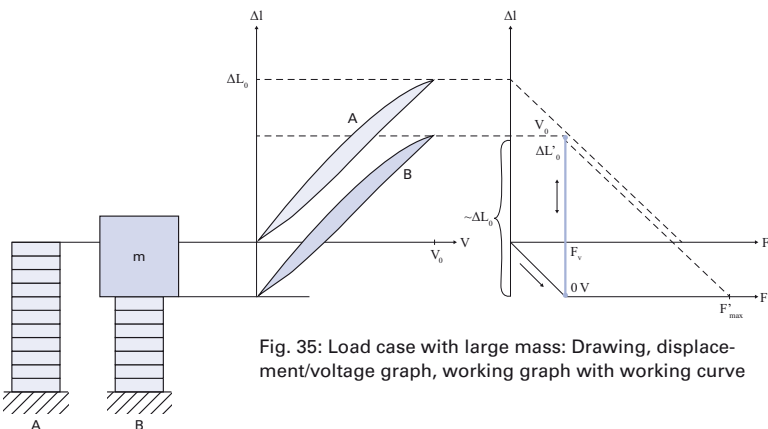 Δl
Δl
ΔL₀
A
V₀
ΔL'₀
B
~ΔL₀
m
V
V₀
Fᵥ
F
0 V
F
F'max
Fig. 35: Load case with large mass: Drawing, displace-
ment/voltage graph, working graph with working curve
A
B